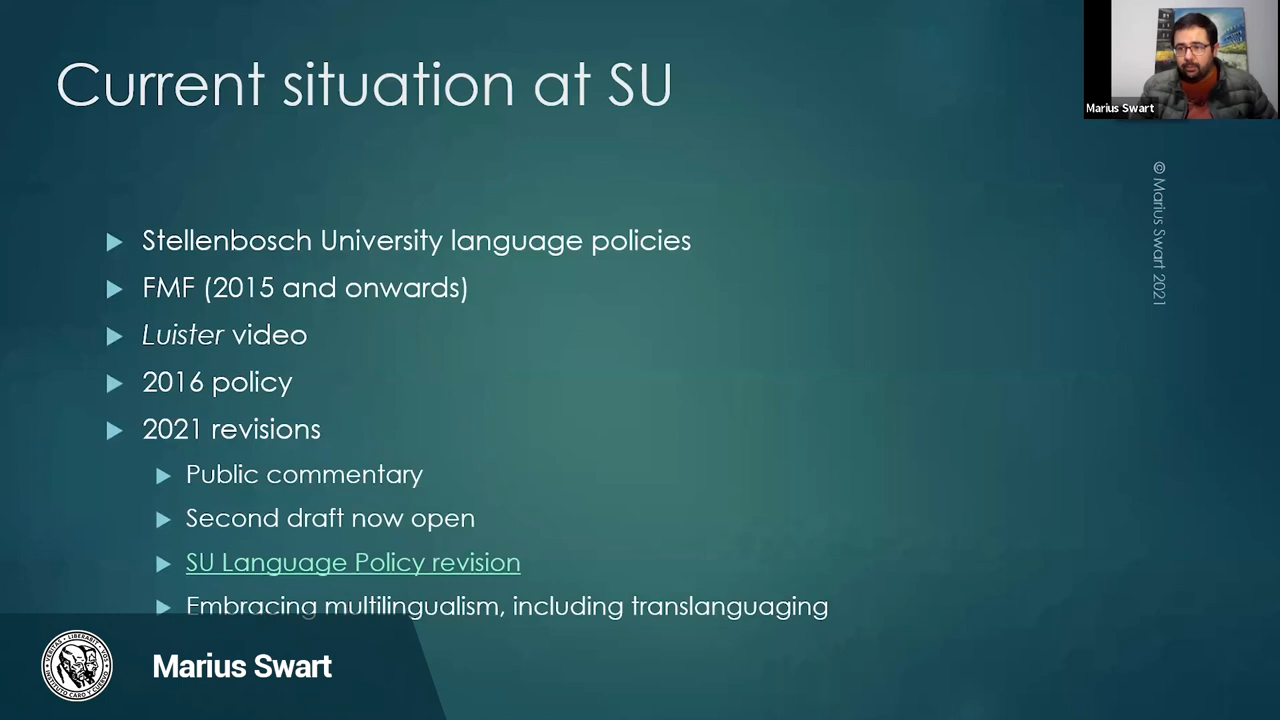 Current situation at SU
Marius Swart
© Marius Swart 2021
Stellenbosch University language policies
FMF (2015 and onwards)
Luister video
2016 policy
2021 revisions
Public commentary
Second draft now open
SU Language Policy revision
Embracing multilingualism, including translanguaging
Marius Swart